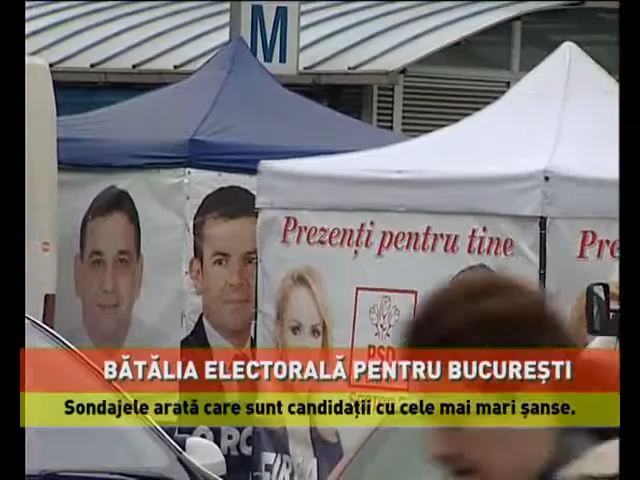 M
Prezenți pentru tine
Pre
PSD
BĂTĂLIA ELECTORALĂ PENTRU BUCUREȘTI
Sondajele arată care sunt candidații cu cele mai mari șanse.
FIREA